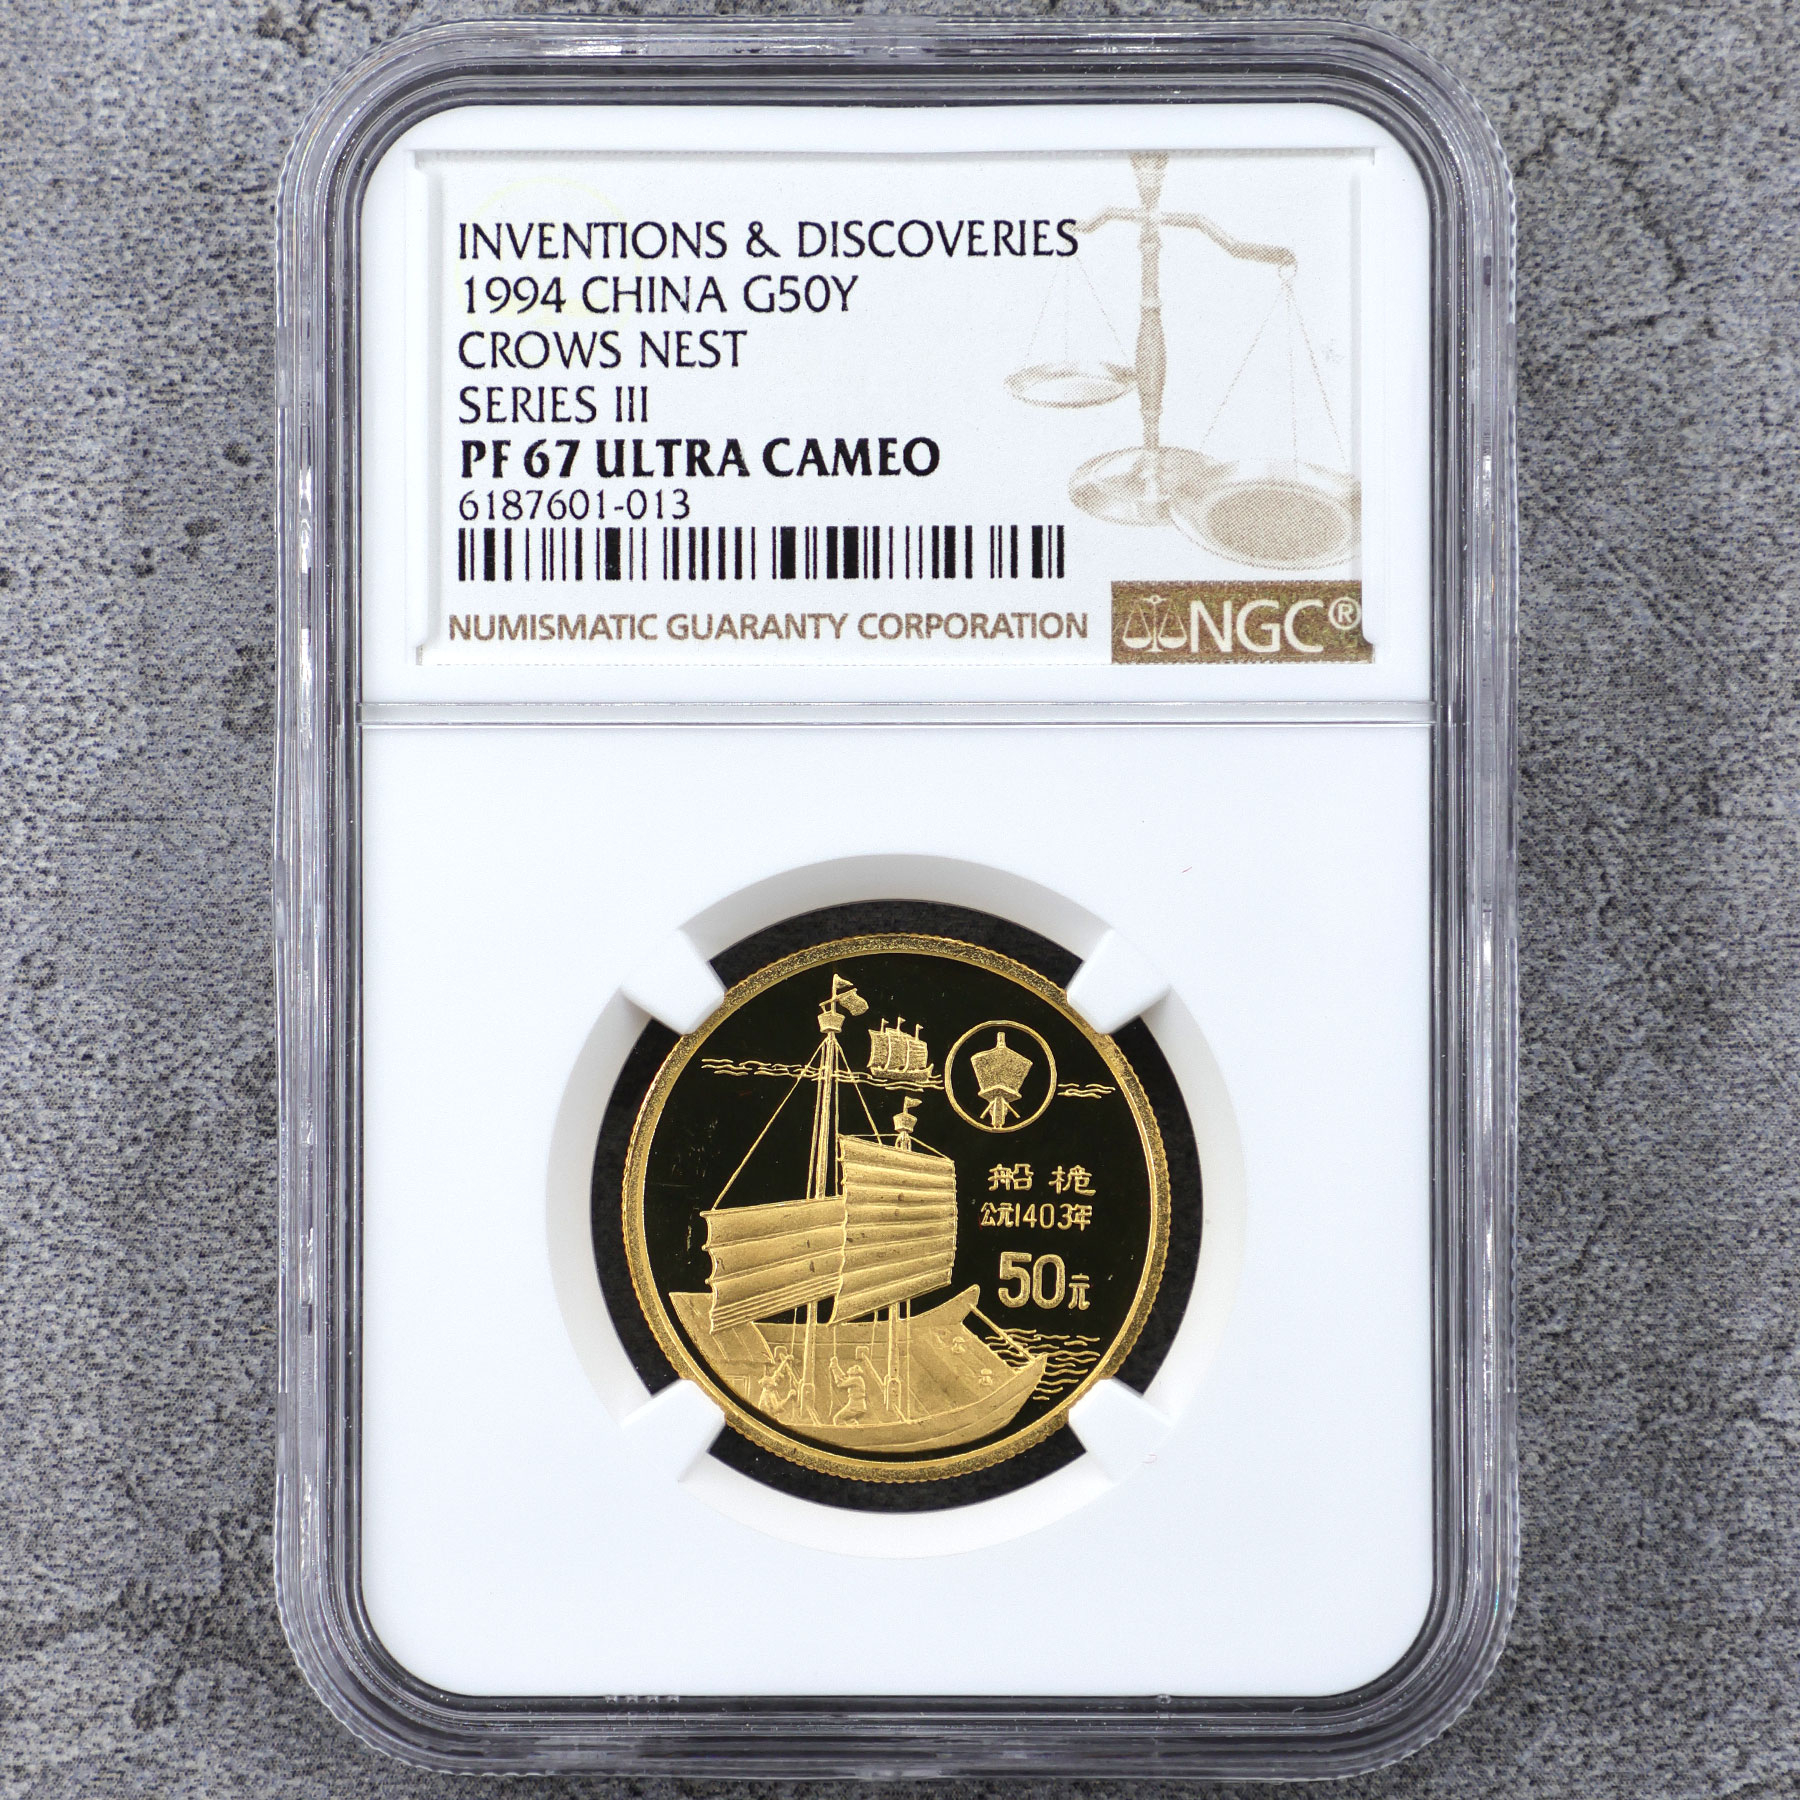 INVENTIONS & DISCOVERIES
1994 CHINA G50Y
CROWS NEST
SERIES III
PF 67 ULTRA CAMEO
6187601-013
NUMISMATIC GUARANTY CORPORATION
NGC®
船桅
公元1403年
50元